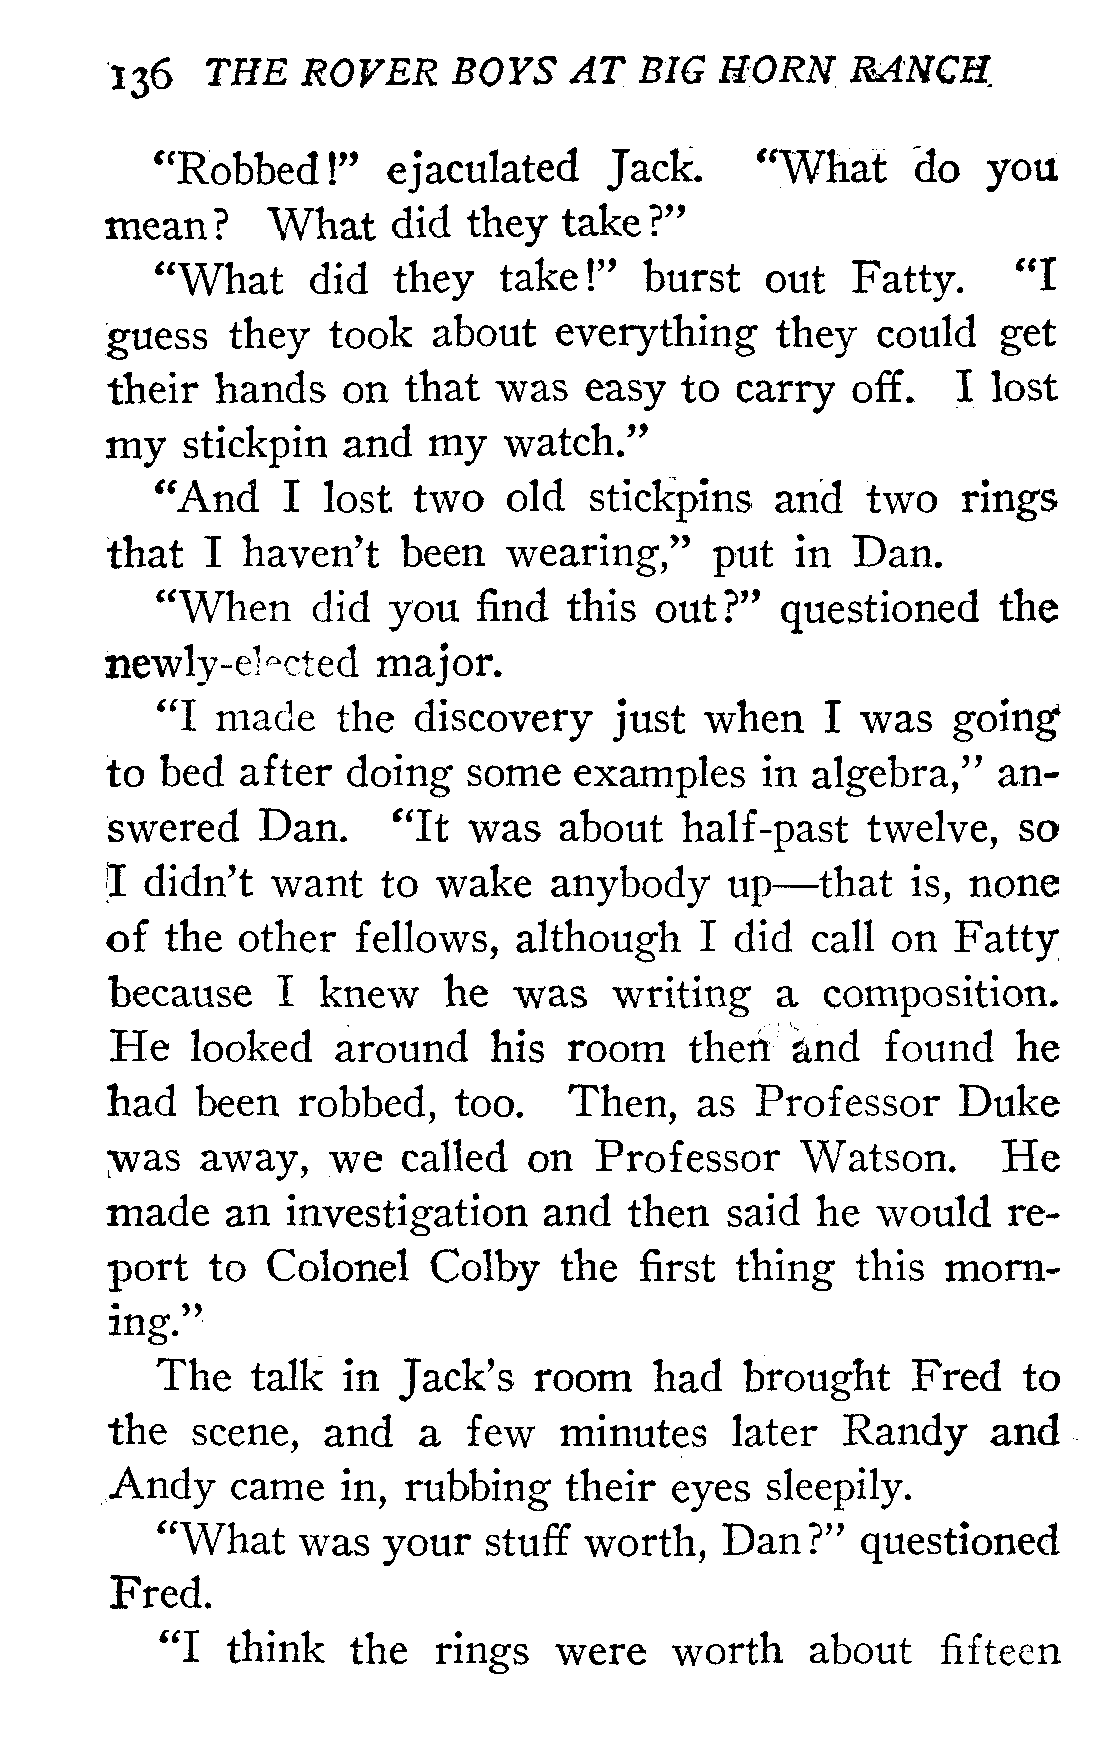 136 THE ROVER BOYS AT BIG HORN RANCH
“Robbed!” ejaculated Jack. “What do you
mean? What did they take?”
“What did they take!” burst out Fatty. “I
guess they took about everything they could get
their hands on that was easy to carry off. I lost
my stickpin and my watch.”
“And I lost two old stickpins and two rings
that I haven’t been wearing,” put in Dan.
“When did you find this out?” questioned the
newly-elected major.
“I made the discovery just when I was going
to bed after doing some examples in algebra,” an-
swered Dan. “It was about half-past twelve, so
I didn’t want to wake anybody up—that is, none
of the other fellows, although I did call on Fatty
because I knew he was writing a composition.
He looked around his room then and found he
had been robbed, too. Then, as Professor Duke
was away, we called on Professor Watson. He
made an investigation and then said he would re-
port to Colonel Colby the first thing this morn-
ing.”
The talk in Jack’s room had brought Fred to
the scene, and a few minutes later Randy and
Andy came in, rubbing their eyes sleepily.
“What was your stuff worth, Dan?” questioned
Fred.
“I think the rings were worth about fifteen